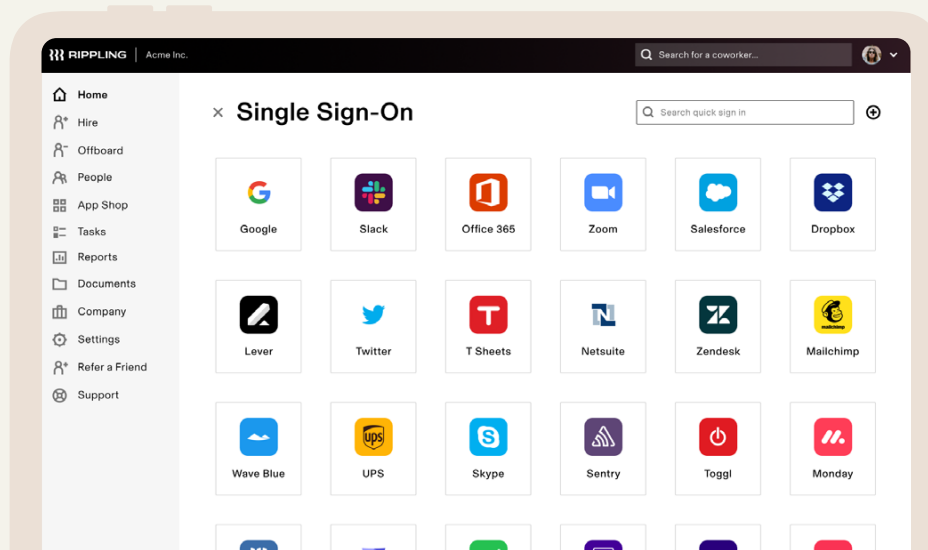 RIPPLING Acme Inc. Search for a coworker...
Home
Hire
Offboard
People
App Shop
Tasks
Reports
Documents
Company
Settings
Refer a Friend
Support
× Single Sign-On Search quick sign in
Google Slack Office 365 Zoom Salesforce Dropbox
mailchimp
Lever Twitter T Sheets Netsuite Zendesk Mailchimp
ups
Wave Blue UPS Skype Sentry Toggl Monday